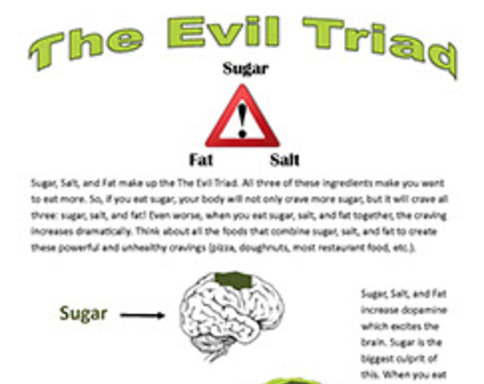 The Evil Triad
Sugar
!
Fat Salt
Sugar, Salt, and Fat make up the The Evil Triad. All three of these ingredients make you want
to eat more. So, if you eat sugar, your body will not only crave more sugar, but it will crave all
three: sugar, salt, and fat! Even worse, when you eat sugar, salt, and fat together, the craving
increases dramatically. Think about all the foods that combine sugar, salt, and fat to create
these powerful and unhealthy cravings (pizza, doughnuts, most restaurant food, etc.).
Sugar
Sugar, Salt, and Fat
increase dopamine
which excites the
brain. Sugar is the
biggest culprit of
this. When you eat